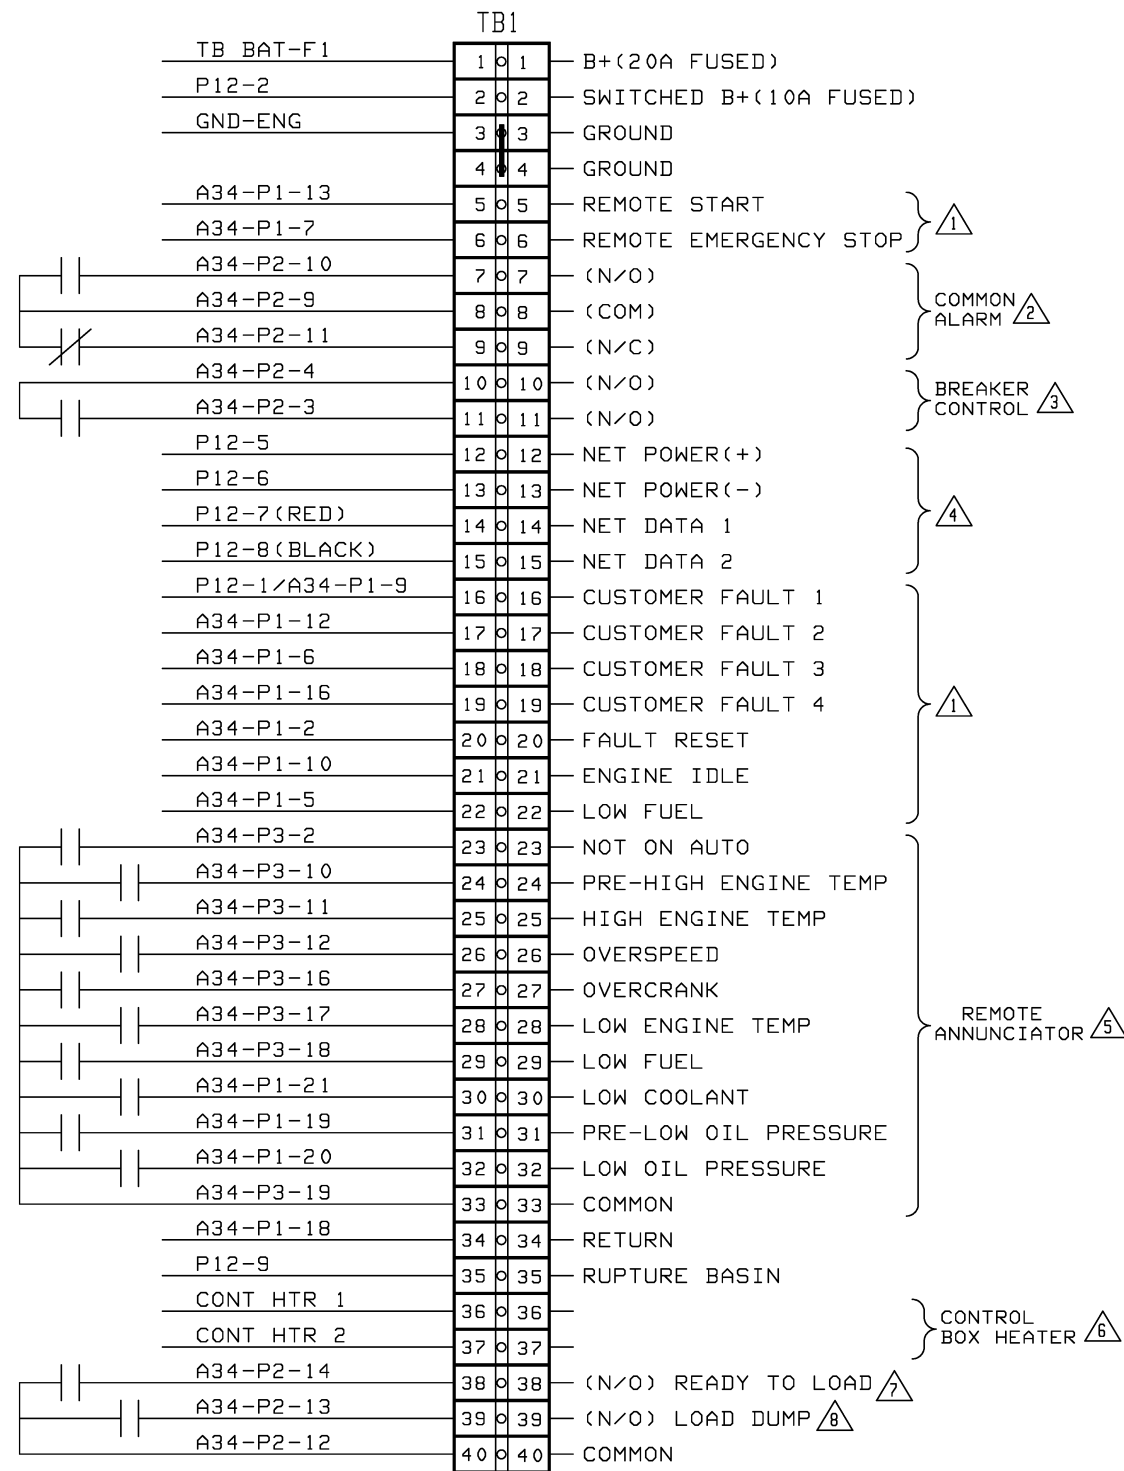 TB1
TB BAT-F1 1 1 B+(20A FUSED)
P12-2 2 2 SWITCHED B+(10A FUSED)
GND-ENG 3 3 GROUND
4 4 GROUND
A34-P1-13 5 5 REMOTE START
A34-P1-7 6 6 REMOTE EMERGENCY STOP
1
A34-P2-10 7 7 (N/O)
A34-P2-9 8 8 (COM)
A34-P2-11 9 9 (N/C)
COMMON
ALARM 2
A34-P2-4 10 10 (N/O)
A34-P2-3 11 11 (N/O)
BREAKER
CONTROL 3
P12-5 12 12 NET POWER(+)
P12-6 13 13 NET POWER(-)
P12-7(RED) 14 14 NET DATA 1
P12-8(BLACK) 15 15 NET DATA 2
4
P12-1/A34-P1-9 16 16 CUSTOMER FAULT 1
A34-P1-12 17 17 CUSTOMER FAULT 2
A34-P1-6 18 18 CUSTOMER FAULT 3
A34-P1-16 19 19 CUSTOMER FAULT 4
A34-P1-2 20 20 FAULT RESET
A34-P1-10 21 21 ENGINE IDLE
A34-P1-5 22 22 LOW FUEL
1
A34-P3-2 23 23 NOT ON AUTO
A34-P3-10 24 24 PRE-HIGH ENGINE TEMP
A34-P3-11 25 25 HIGH ENGINE TEMP
A34-P3-12 26 26 OVERSPEED
A34-P3-16 27 27 OVERCRANK
A34-P3-17 28 28 LOW ENGINE TEMP
A34-P3-18 29 29 LOW FUEL
A34-P1-21 30 30 LOW COOLANT
A34-P1-19 31 31 PRE-LOW OIL PRESSURE
A34-P1-20 32 32 LOW OIL PRESSURE
A34-P3-19 33 33 COMMON
REMOTE
ANNUNCIATOR 5
A34-P1-18 34 34 RETURN
P12-9 35 35 RUPTURE BASIN
CONT HTR 1 36 36
CONT HTR 2 37 37
CONTROL
BOX HEATER 6
A34-P2-14 38 38 (N/O) READY TO LOAD 7
A34-P2-13 39 39 (N/O) LOAD DUMP 8
A34-P2-12 40 40 COMMON